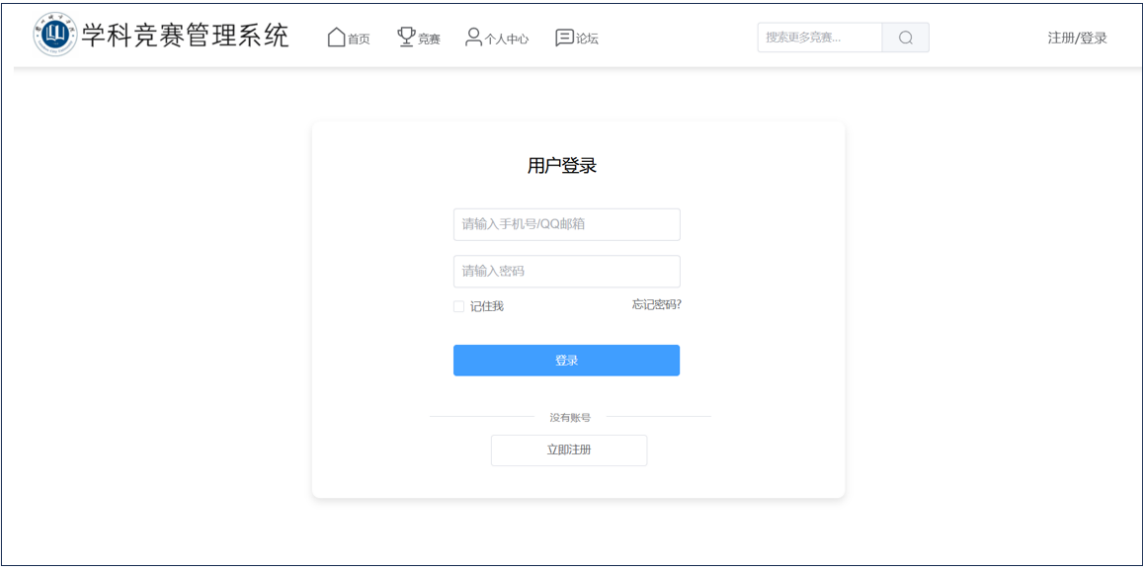 学科竞赛管理系统
首页
竞赛
个人中心
论坛
搜索更多竞赛...
注册/登录
用户登录
请输入手机号/QQ邮箱
请输入密码
记住我
忘记密码?
登录
没有账号
立即注册